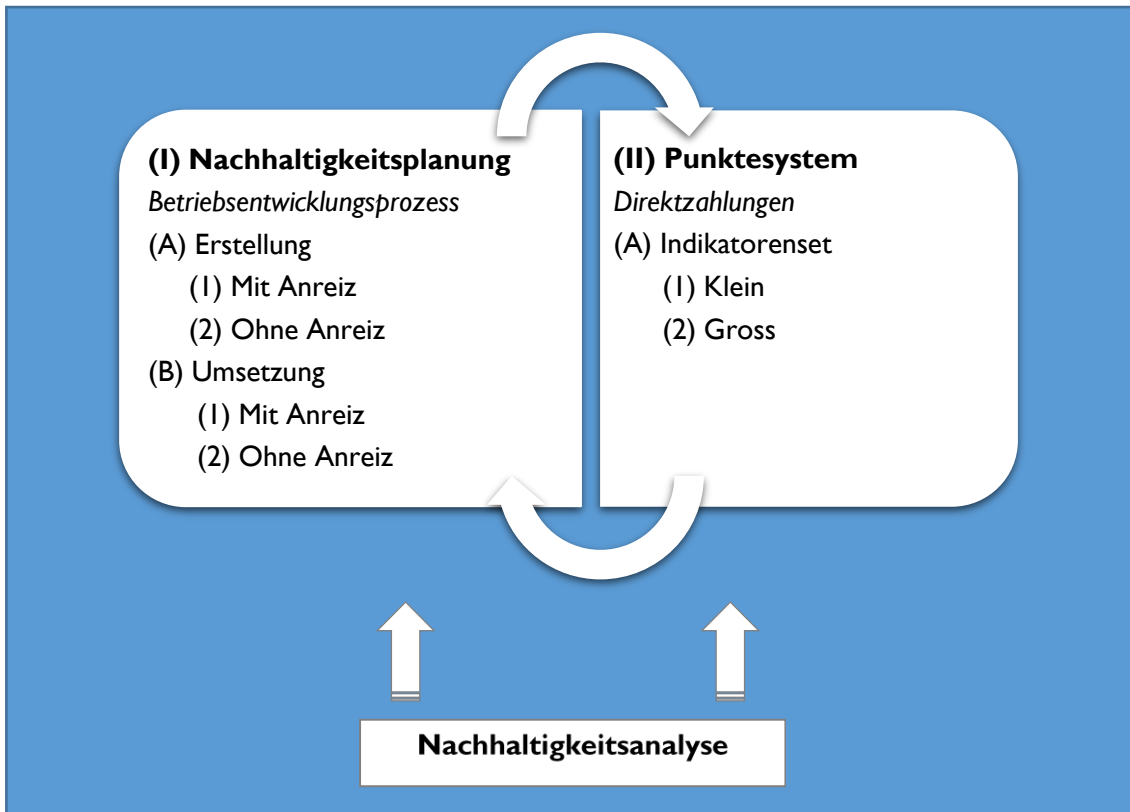 (I) Nachhaltigkeitsplanung
Betriebsentwicklungsprozess
(A) Erstellung
(1) Mit Anreiz
(2) Ohne Anreiz
(B) Umsetzung
(1) Mit Anreiz
(2) Ohne Anreiz
(II) Punktesystem
Direktzahlungen
(A) Indikatorenset
(1) Klein
(2) Gross
Nachhaltigkeitsanalyse